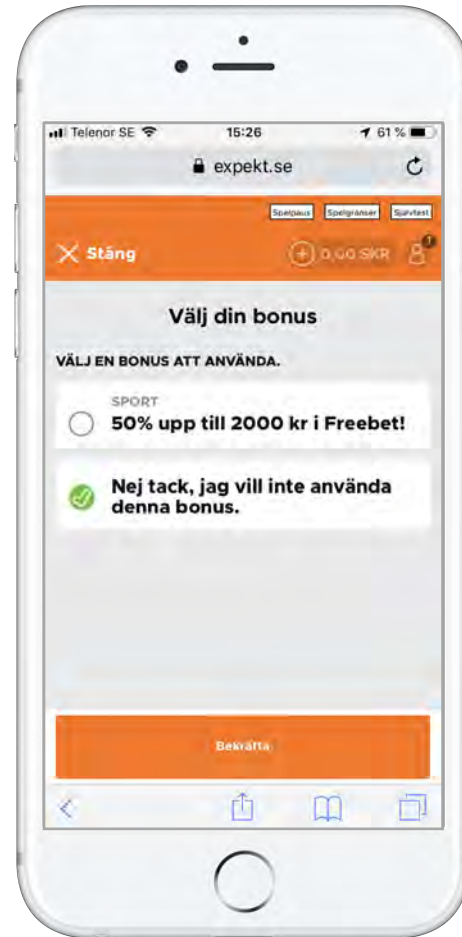 Telenor SE 15:26 61 %
expekt.se
Spelpaus Spelgränser Självtest
Stäng 0,00 SKR 1
Välj din bonus
VÄLJ EN BONUS ATT ANVÄNDA.
SPORT
50% upp till 2000 kr i Freebet!
Nej tack, jag vill inte använda
denna bonus.
Bekräfta